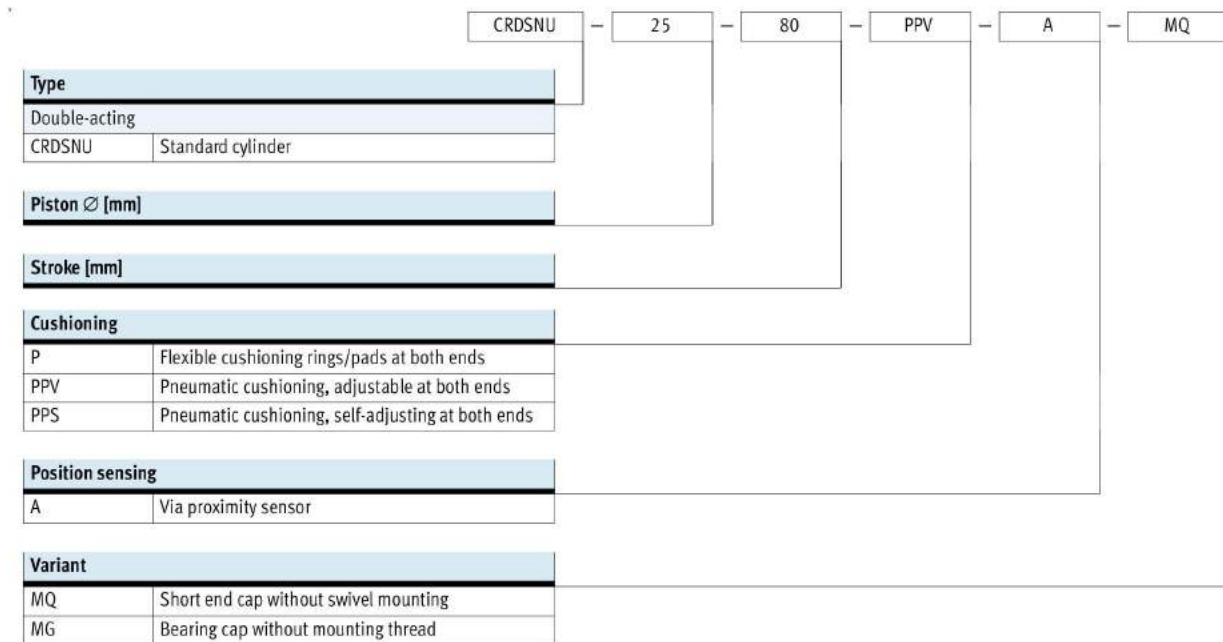 CRDSNU – 25 – 80 – PPV – A – MQ
Type
Double-acting
CRDSNU Standard cylinder
Piston ∅ [mm]
Stroke [mm]
Cushioning
P Flexible cushioning rings/pads at both ends
PPV Pneumatic cushioning, adjustable at both ends
PPS Pneumatic cushioning, self-adjusting at both ends
Position sensing
A Via proximity sensor
Variant
MQ Short end cap without swivel mounting
MG Bearing cap without mounting thread